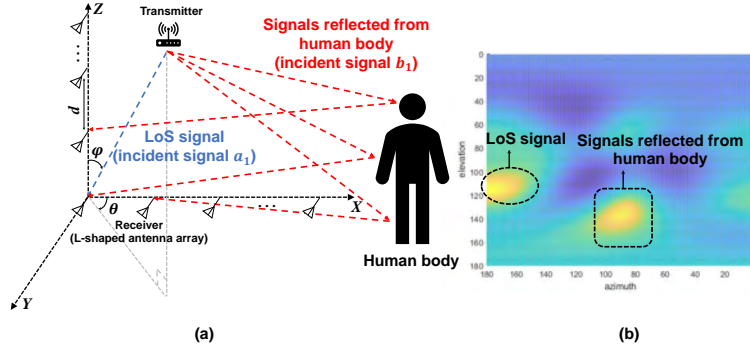 Transmitter
Z
Signals reflected from
human body
(incident signal b₁)
...
d
LoS signal
(incident signal a₁)
φ
θ
X
...
Receiver
(L-shaped antenna array)
Human body
Y
(a)
0
20
40
60
80
100
120
140
160
180
elevation
LoS signal
Signals reflected from
human body
180 160 140 120 100 80 60 40 20 0
azimuth
(b)